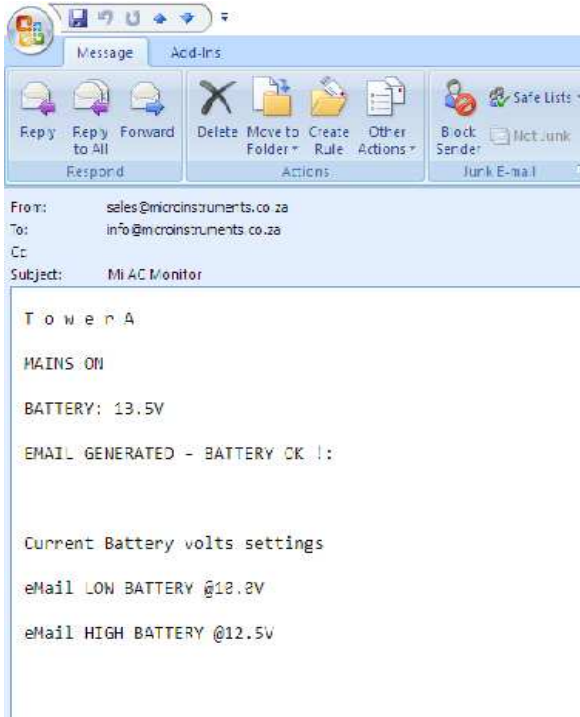 Message Add-Ins
Reply Reply to All Forward Delete Move to Folder Create Rule Other Actions Block Sender Safe Lists Not Junk
Respond Actions Junk E-mail
From: sales@microinstruments.co.za
To: info@microinstruments.co.za
Cc:
Subject: Mi AC Monitor
T o w e r A
MAINS ON
BATTERY: 13.5V
EMAIL GENERATED - BATTERY OK !:
Current Battery volts settings
eMail LOW BATTERY
eMail HIGH BATTERY @12.5V